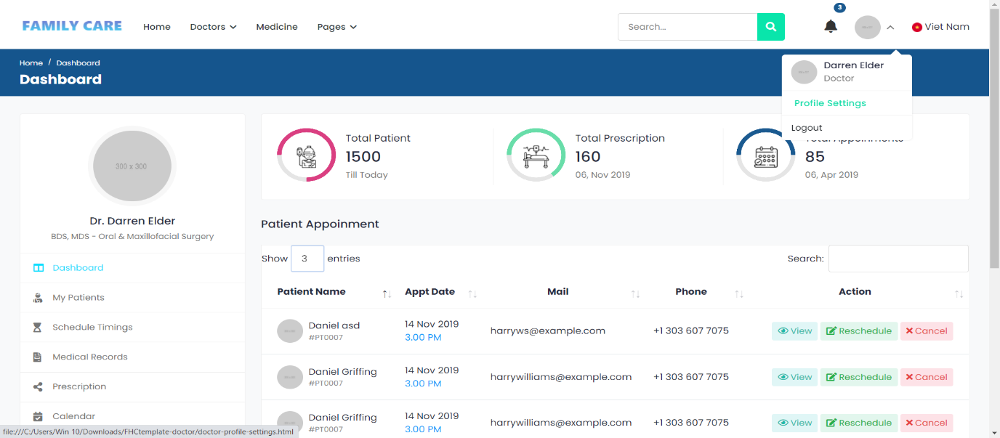 3
FAMILY CARE Home Doctors Medicine Pages Search... Viet Nam
Home / Dashboard
Dashboard
Darren Elder
Doctor
Profile Settings
Logout
300 x 300
Dr. Darren Elder
BDS, MDS - Oral & Maxillofacial Surgery
Dashboard
My Patients
Schedule Timings
Medical Records
Prescription
Calendar
Total Patient
1500
Till Today
Total Prescription
160
06, Nov 2019
Total Appoinments
85
06, Apr 2019
Patient Appoinment
Show 3 entries Search:
Patient Name Appt Date Mail Phone Action
Daniel asd 14 Nov 2019 harryws@example.com +1 303 607 7075 View Reschedule Cancel
#PT0007 3.00 PM
Daniel Griffing 14 Nov 2019 harrywilliams@example.com +1 303 607 7075 View Reschedule Cancel
#PT0007 3.00 PM
Daniel Griffing 14 Nov 2019 harrywilliams@example.com +1 303 607 7075 View Reschedule Cancel
#PT0007 3.00 PM
file:///C:/Users/Win 10/Downloads/FHCtemplate-doctor/doctor-profile-settings.html